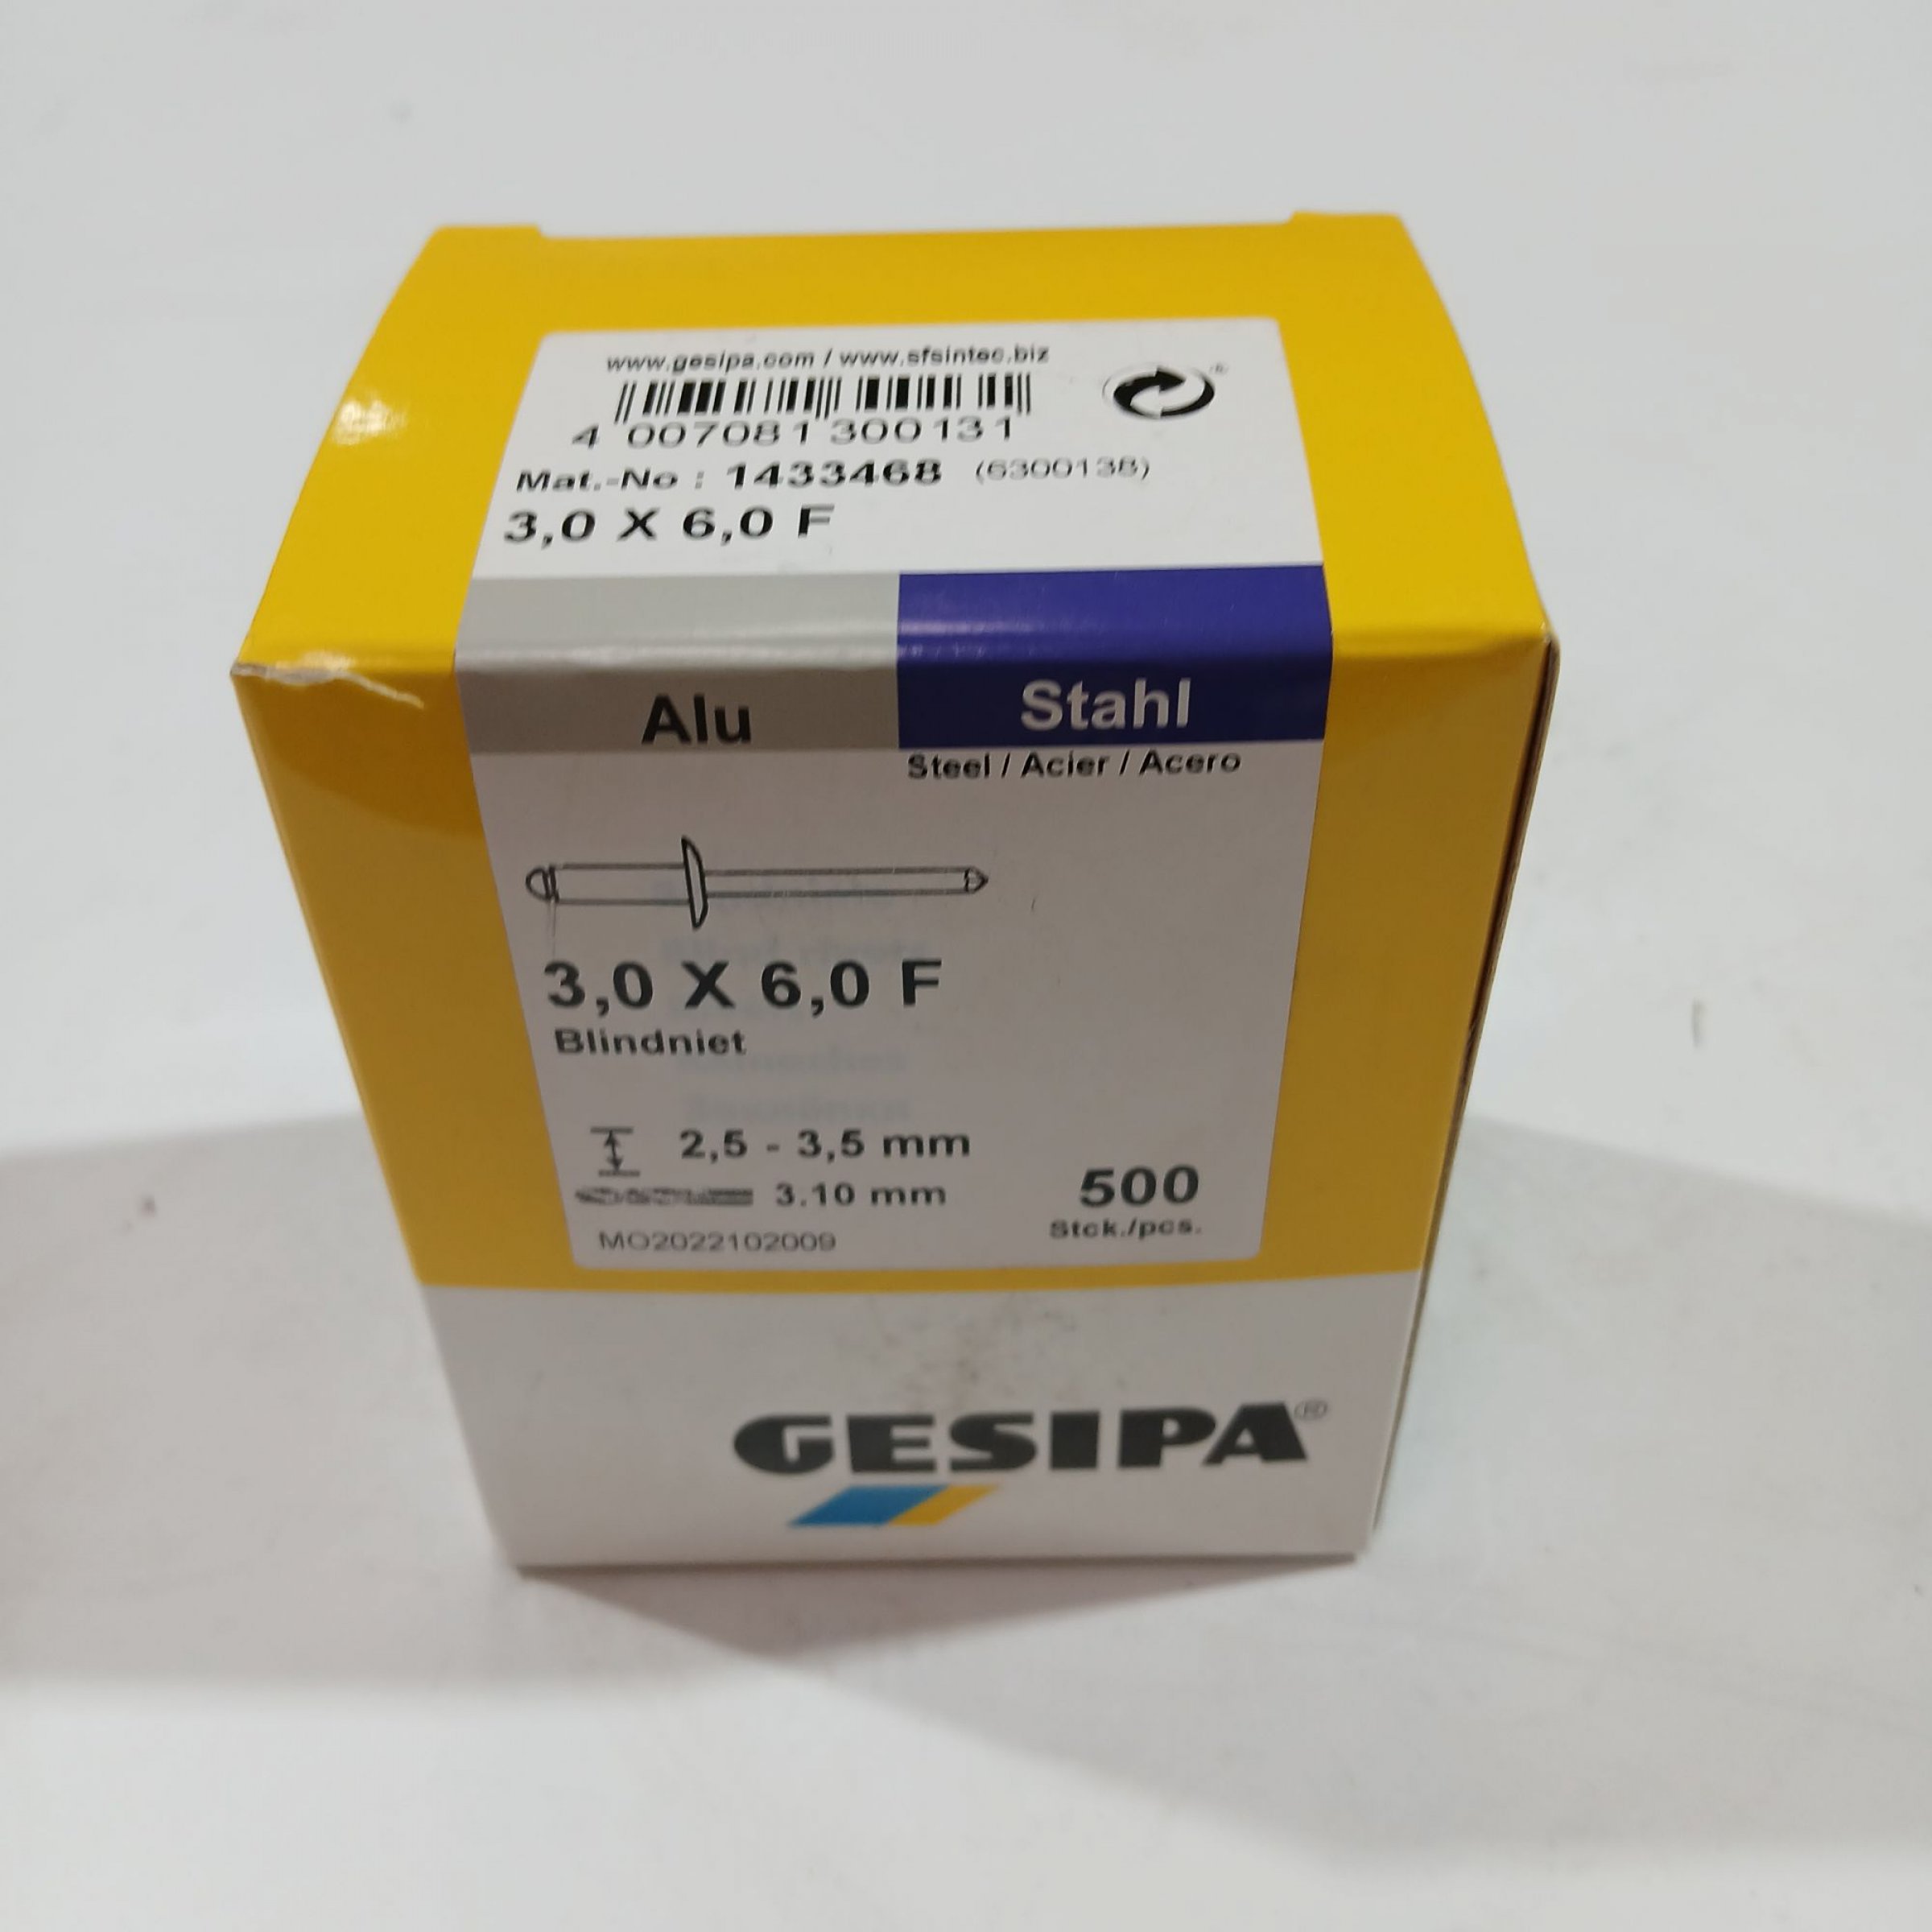 www.gesipa.com / www.sfsintec.biz
4 007081 300131
Mat.-No : 1433468 (6300138)
3,0 X 6,0 F
Alu
Stahl
Steel / Acier / Acero
3,0 X 6,0 F
Blindniet
2,5 - 3,5 mm
3.10 mm
500
Stck./pcs.
MO2022102009
GESIPA®